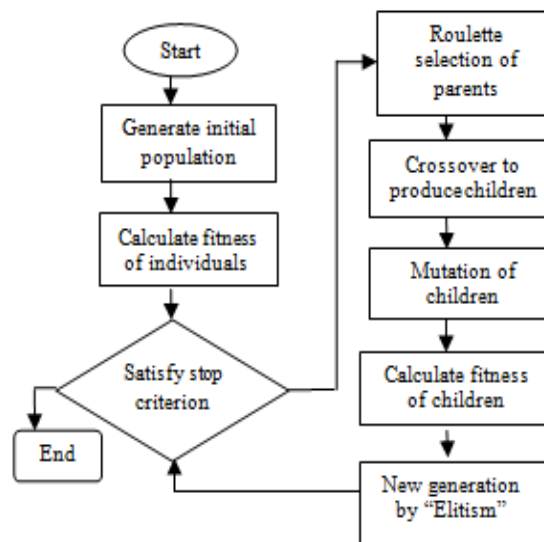 Start
Generate initial
population
Calculate fitness
of individuals
Satisfy stop
criterion
End
Roulette
selection of
parents
Crossover to
producechildren
Mutation of
children
Calculate fitness
of children
New generation
by “Elitism”